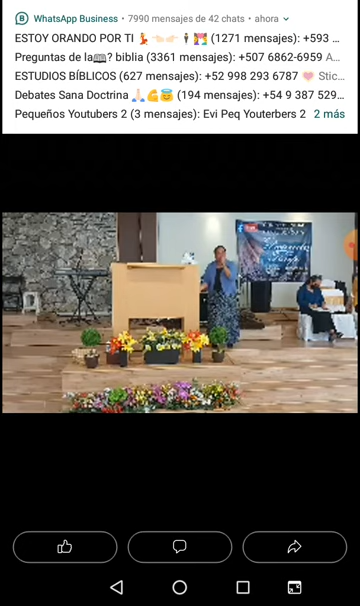 WhatsApp Business • 7990 mensajes de 42 chats • ahora
ESTOY ORANDO POR TI 💃👉🏻👈🏻🕴️🎊 (1271 mensajes): +593 ...
Preguntas de la📖? biblia (3361 mensajes): +507 6862-6959 A...
ESTUDIOS BÍBLICOS (627 mensajes): +52 998 293 6787 💗 Stic...
Debates Sana Doctrina 🙏🏻💪😇 (194 mensajes): +54 9 387 529...
Pequeños Youtubers 2 (3 mensajes): Evi Peq Youterbers 2 2 más